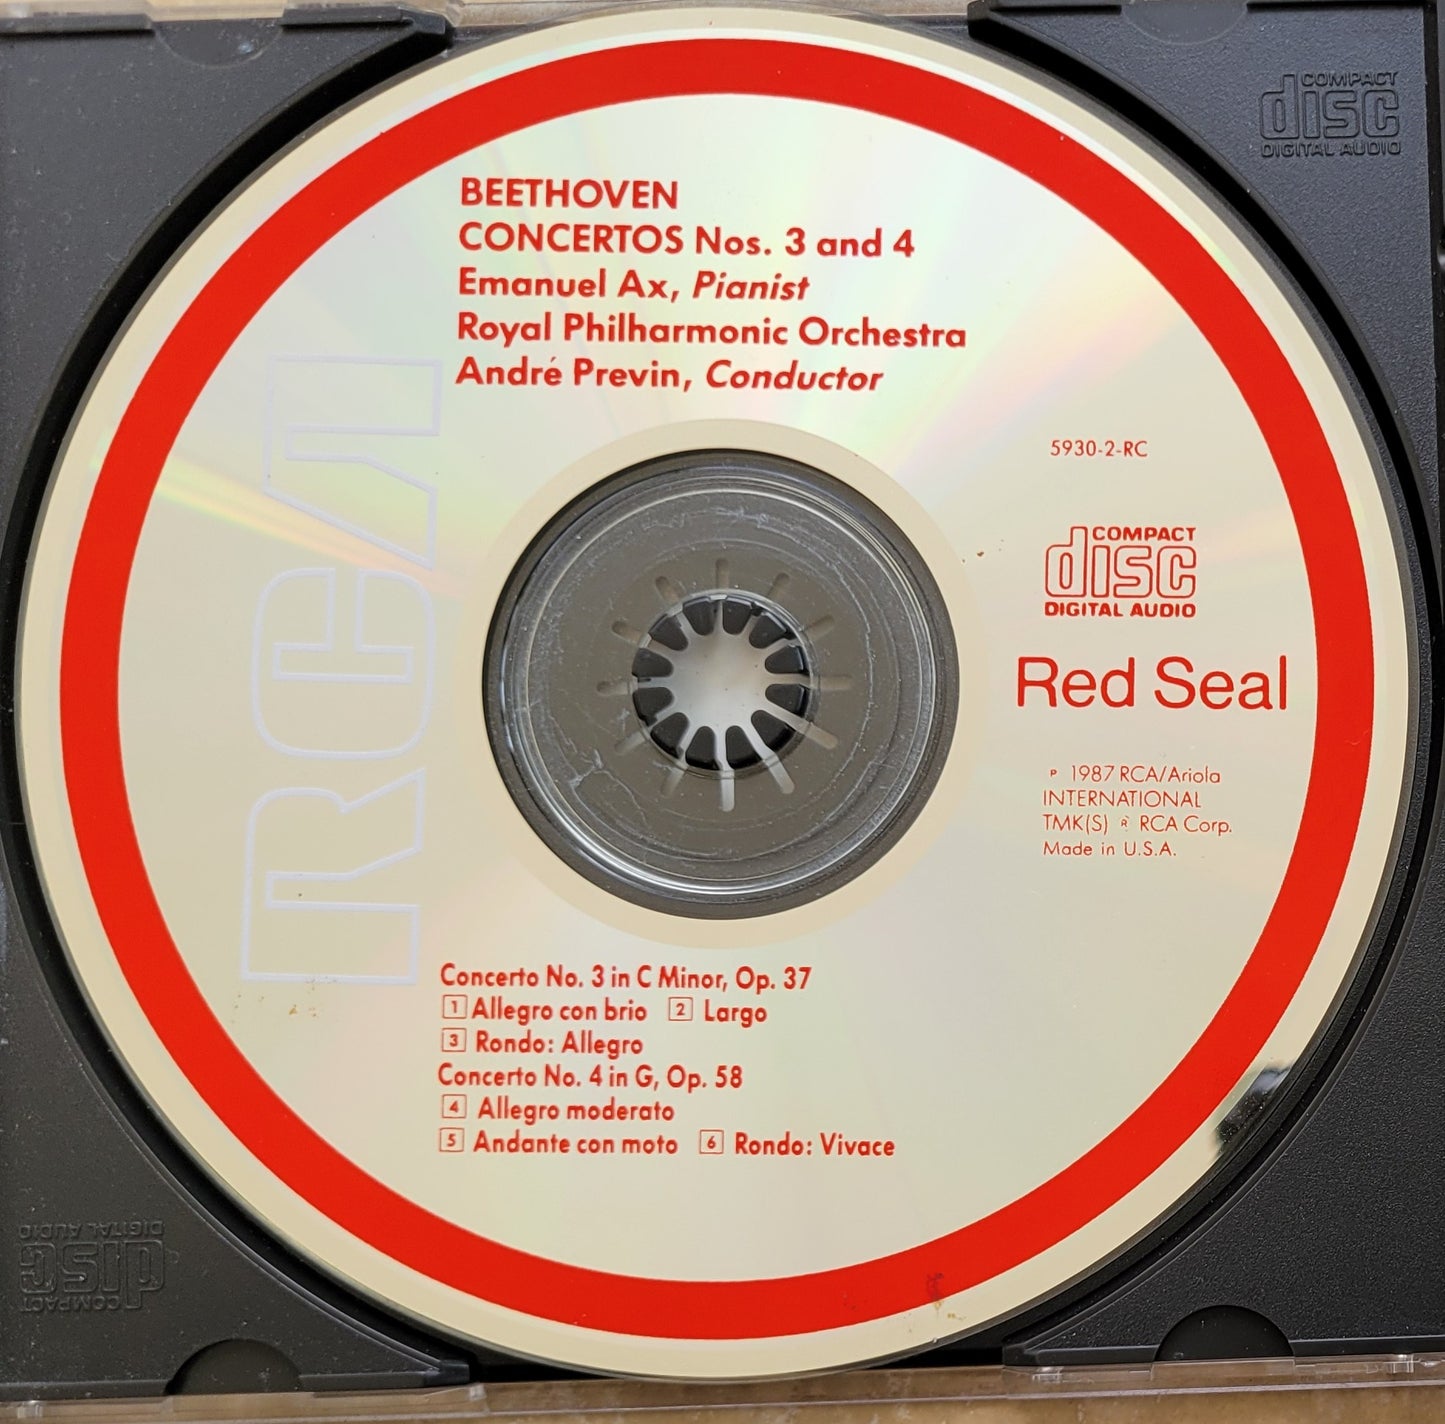 BEETHOVEN
CONCERTOS Nos. 3 and 4
Emanuel Ax, Pianist
Royal Philharmonic Orchestra
André Previn, Conductor
RCA
5930-2-RC
COMPACT
disc
DIGITAL AUDIO
Red Seal
℗ 1987 RCA/Ariola
INTERNATIONAL
TMK(S) ® RCA Corp.
Made in U.S.A.
Concerto No. 3 in C Minor, Op. 37
1 Allegro con brio 2 Largo
3 Rondo: Allegro
Concerto No. 4 in G, Op. 58
4 Allegro moderato
5 Andante con moto 6 Rondo: Vivace
COMPACT
disc
DIGITAL AUDIO
COMPACT
disc
DIGITAL AUDIO